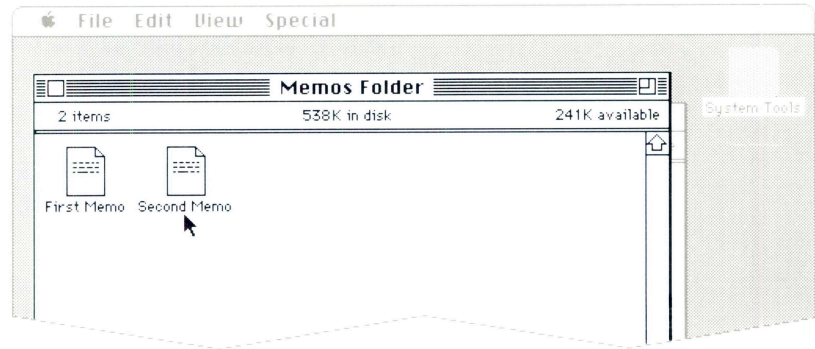 File Edit View Special
Memos Folder
2 items 538K in disk 241K available
System Tools
First Memo Second Memo